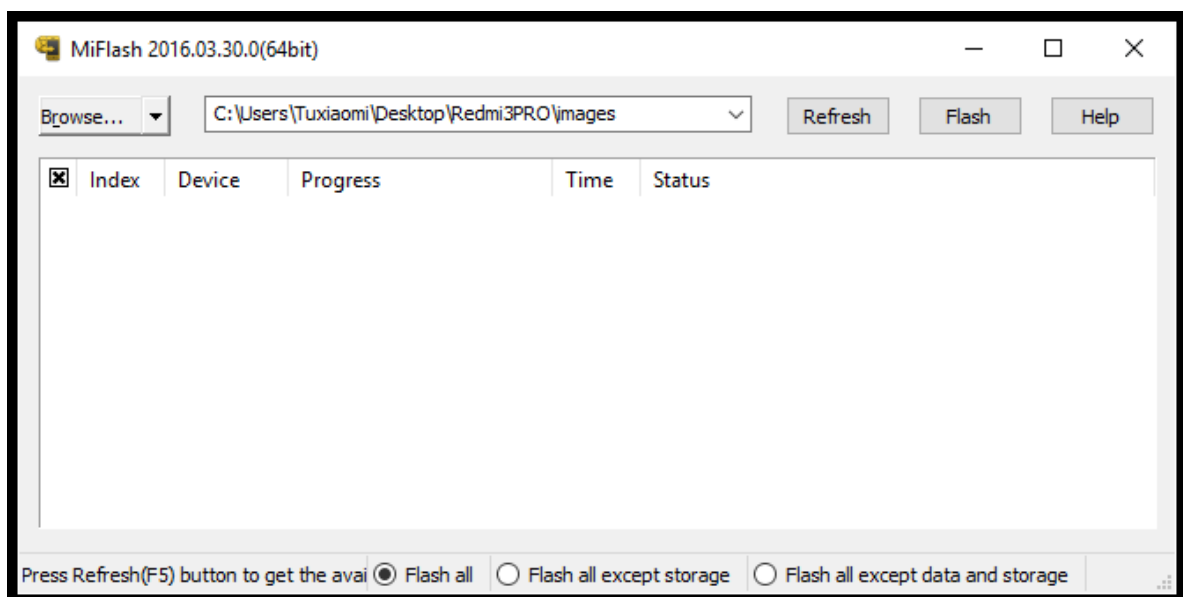 MiFlash 2016.03.30.0(64bit)
Browse... C:\Users\Tuxiaomi\Desktop\Redmi3PRO\images Refresh Flash Help
Index Device Progress Time Status
Press Refresh(F5) button to get the avai Flash all Flash all except storage Flash all except data and storage